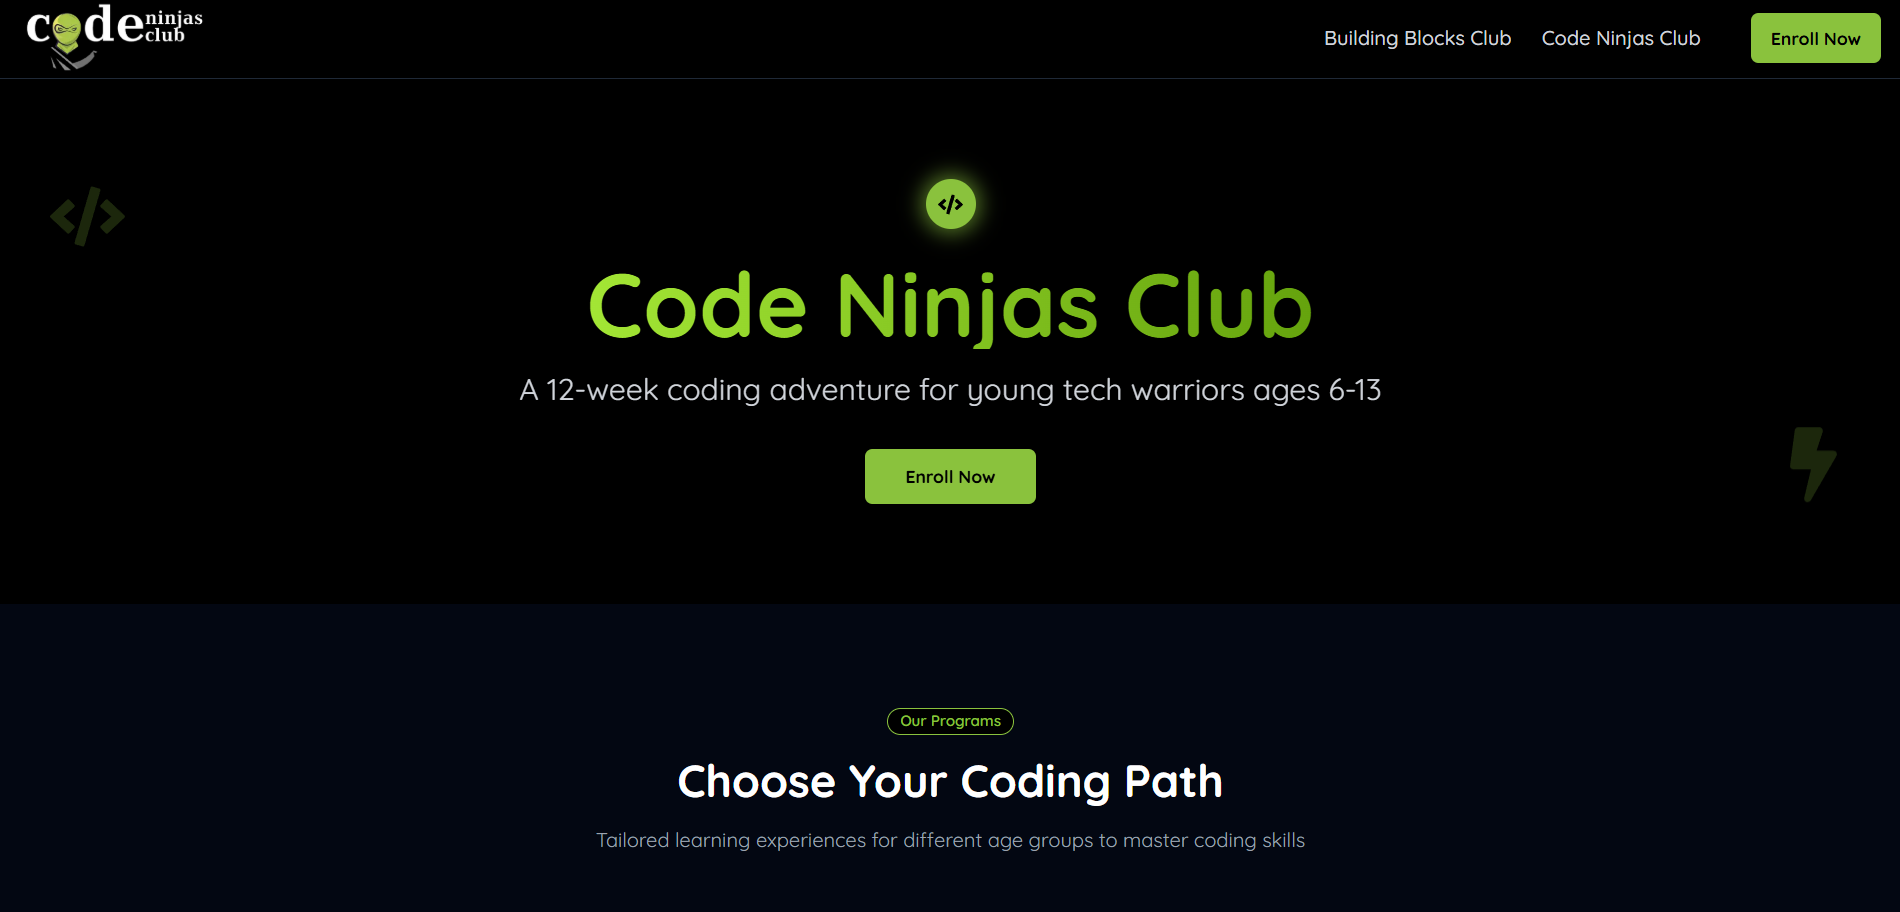 code ninjas club
Building Blocks Club
Code Ninjas Club
Enroll Now
</>
</>
Code Ninjas Club
A 12-week coding adventure for young tech warriors ages 6-13
Enroll Now
Our Programs
Choose Your Coding Path
Tailored learning experiences for different age groups to master coding skills